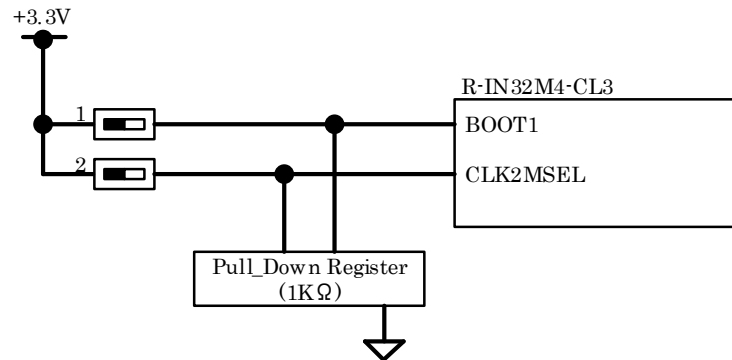 +3.3V
R-IN32M4-CL3
1
BOOT1
2
CLK2MSEL
Pull_Down Register
(1KΩ)